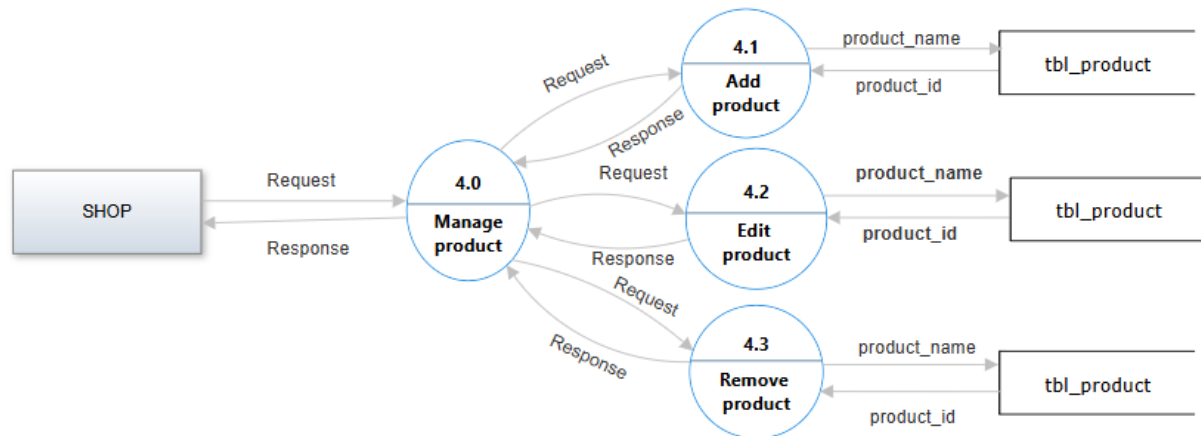 4.1
Add
product
product_name
product_id
tbl_product
Request
Response
SHOP
Request
Response
4.0
Manage
product
Request
Response
4.2
Edit
product
product_name
product_id
tbl_product
Request
Response
4.3
Remove
product
product_name
product_id
tbl_product